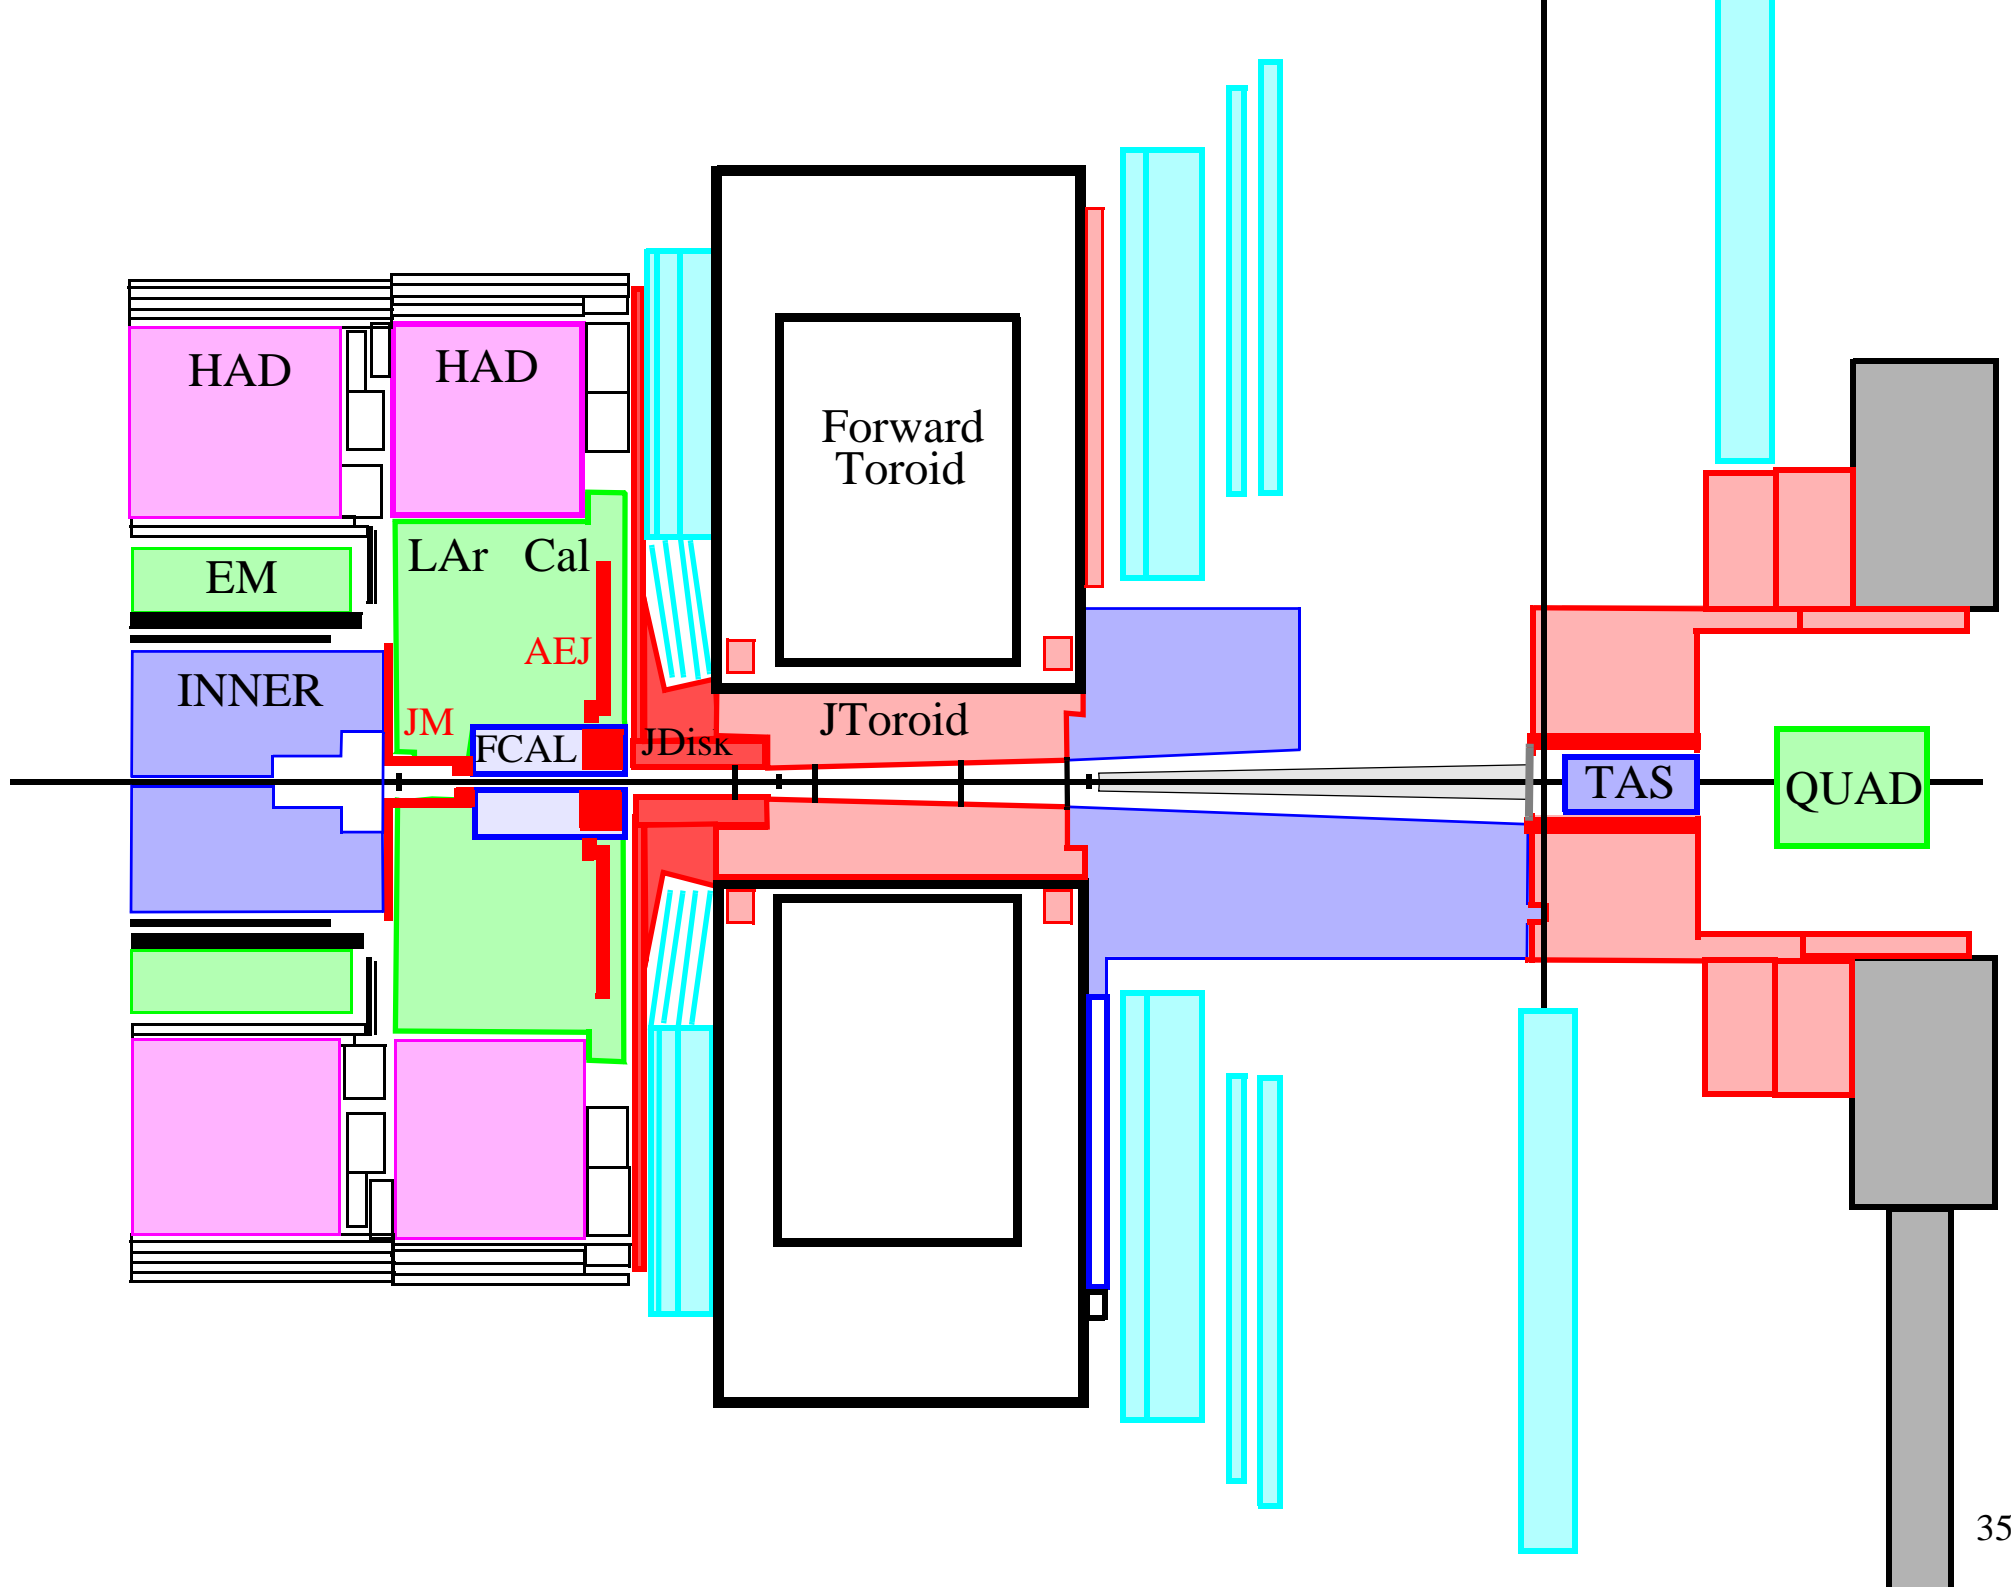 HAD
HAD
Forward
Toroid
LAr Cal
EM
AEJ
INNER
JM
JToroid
FCAL
JDisk
TAS
QUAD
35